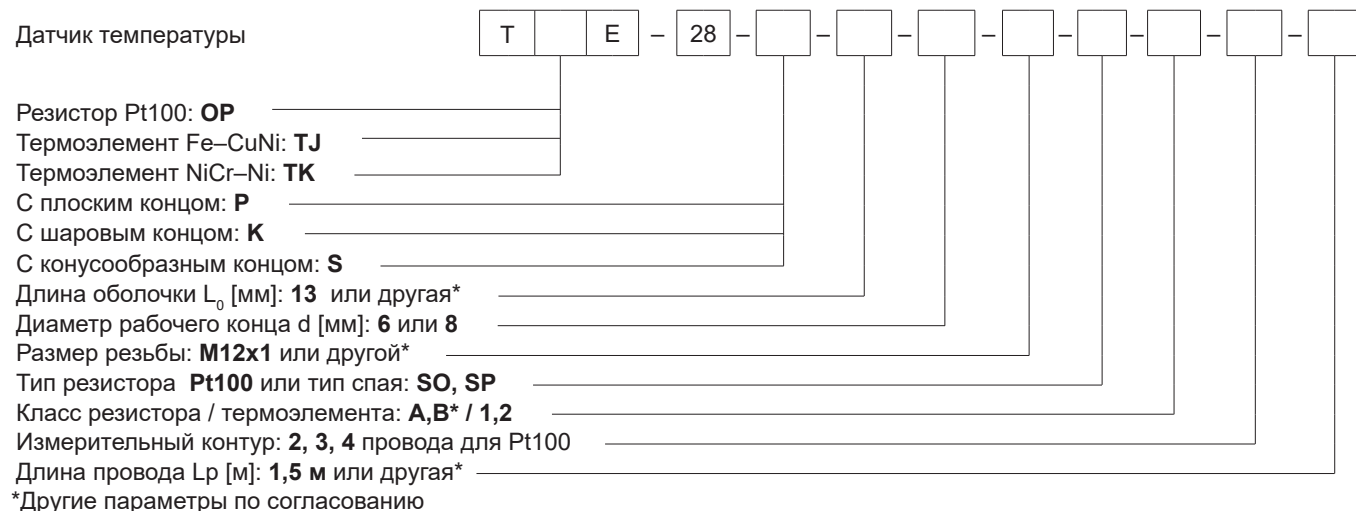 Датчик температуры T E – 28 – – – – – – – –
Резистор Pt100: OP
Термоэлемент Fe–CuNi: TJ
Термоэлемент NiCr–Ni: TK
С плоским концом: P
С шаровым концом: K
С конусообразным концом: S
Длина оболочки L₀ [мм]: 13 или другая*
Диаметр рабочего конца d [мм]: 6 или 8
Размер резьбы: M12x1 или другой*
Тип резистора Pt100 или тип спая: SO, SP
Класс резистора / термоэлемента: A,B* / 1,2
Измерительный контур: 2, 3, 4 провода для Pt100
Длина провода Lp [м]: 1,5 м или другая*
*Другие параметры по согласованию